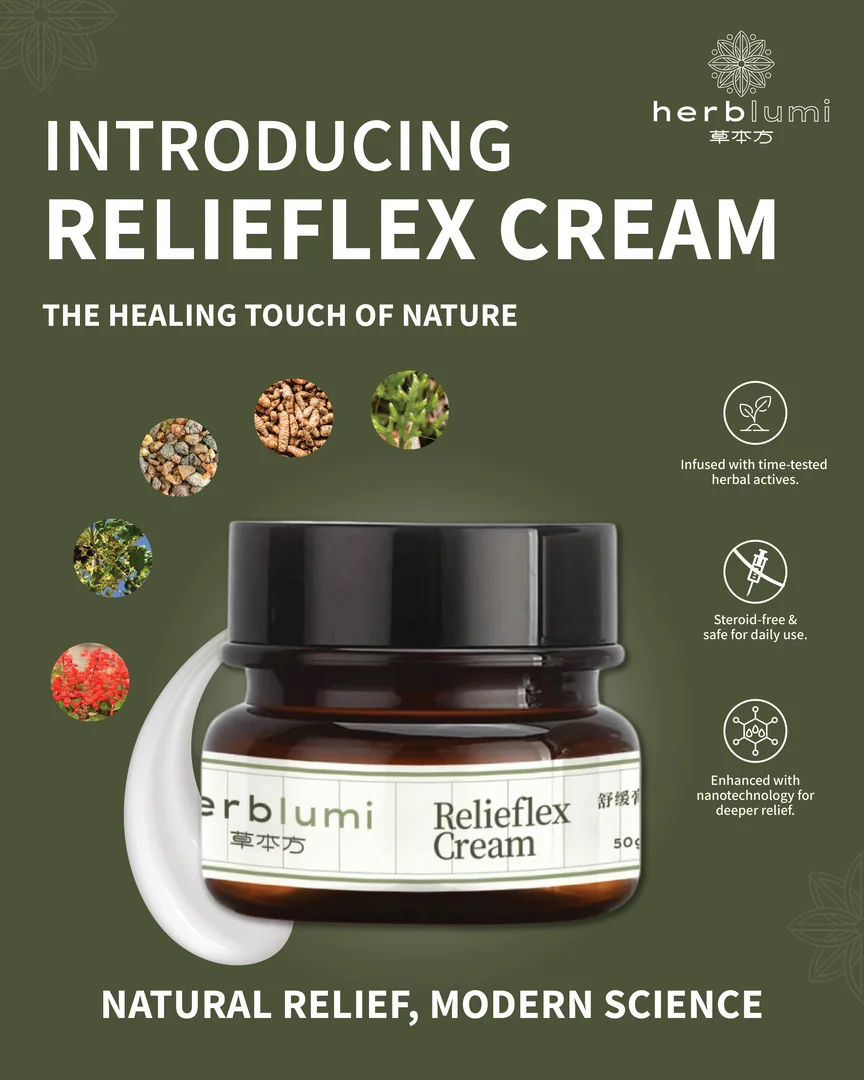 herblumi
草本方
INTRODUCING
RELIEFLEX CREAM
THE HEALING TOUCH OF NATURE
Infused with time-tested
herbal actives.
Steroid-free &
safe for daily use.
Enhanced with
nanotechnology for
deeper relief.
erblumi
草本方
Relieflex
Cream
舒缓膏
50g
NATURAL RELIEF, MODERN SCIENCE